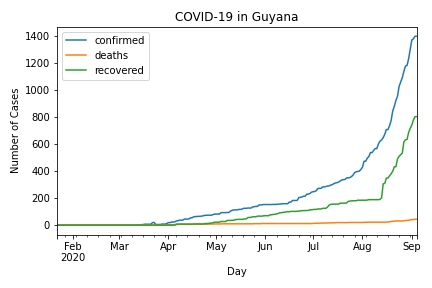 COVID-19 in Guyana
confirmed
deaths
recovered
Number of Cases
1400
1200
1000
800
600
400
200
0
Feb Mar Apr May Jun Jul Aug Sep
2020
Day